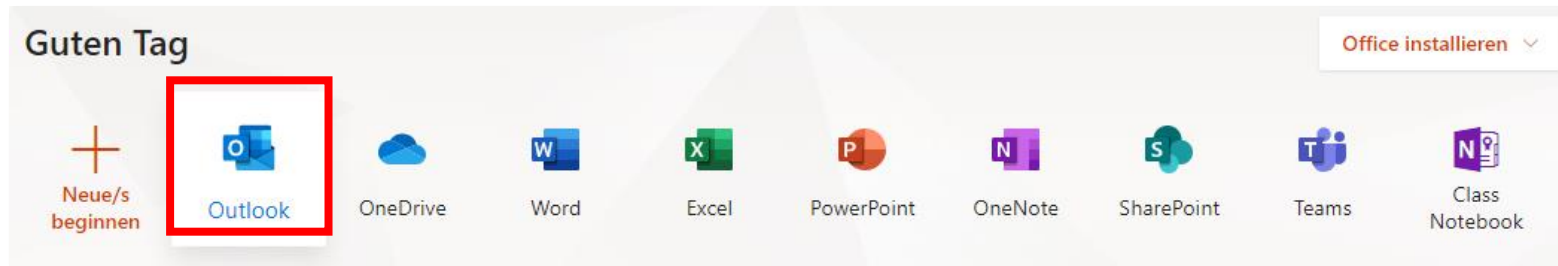 Guten Tag
Office installieren
Neue/s
beginnen
Outlook
OneDrive
Word
Excel
PowerPoint
OneNote
SharePoint
Teams
Class
Notebook